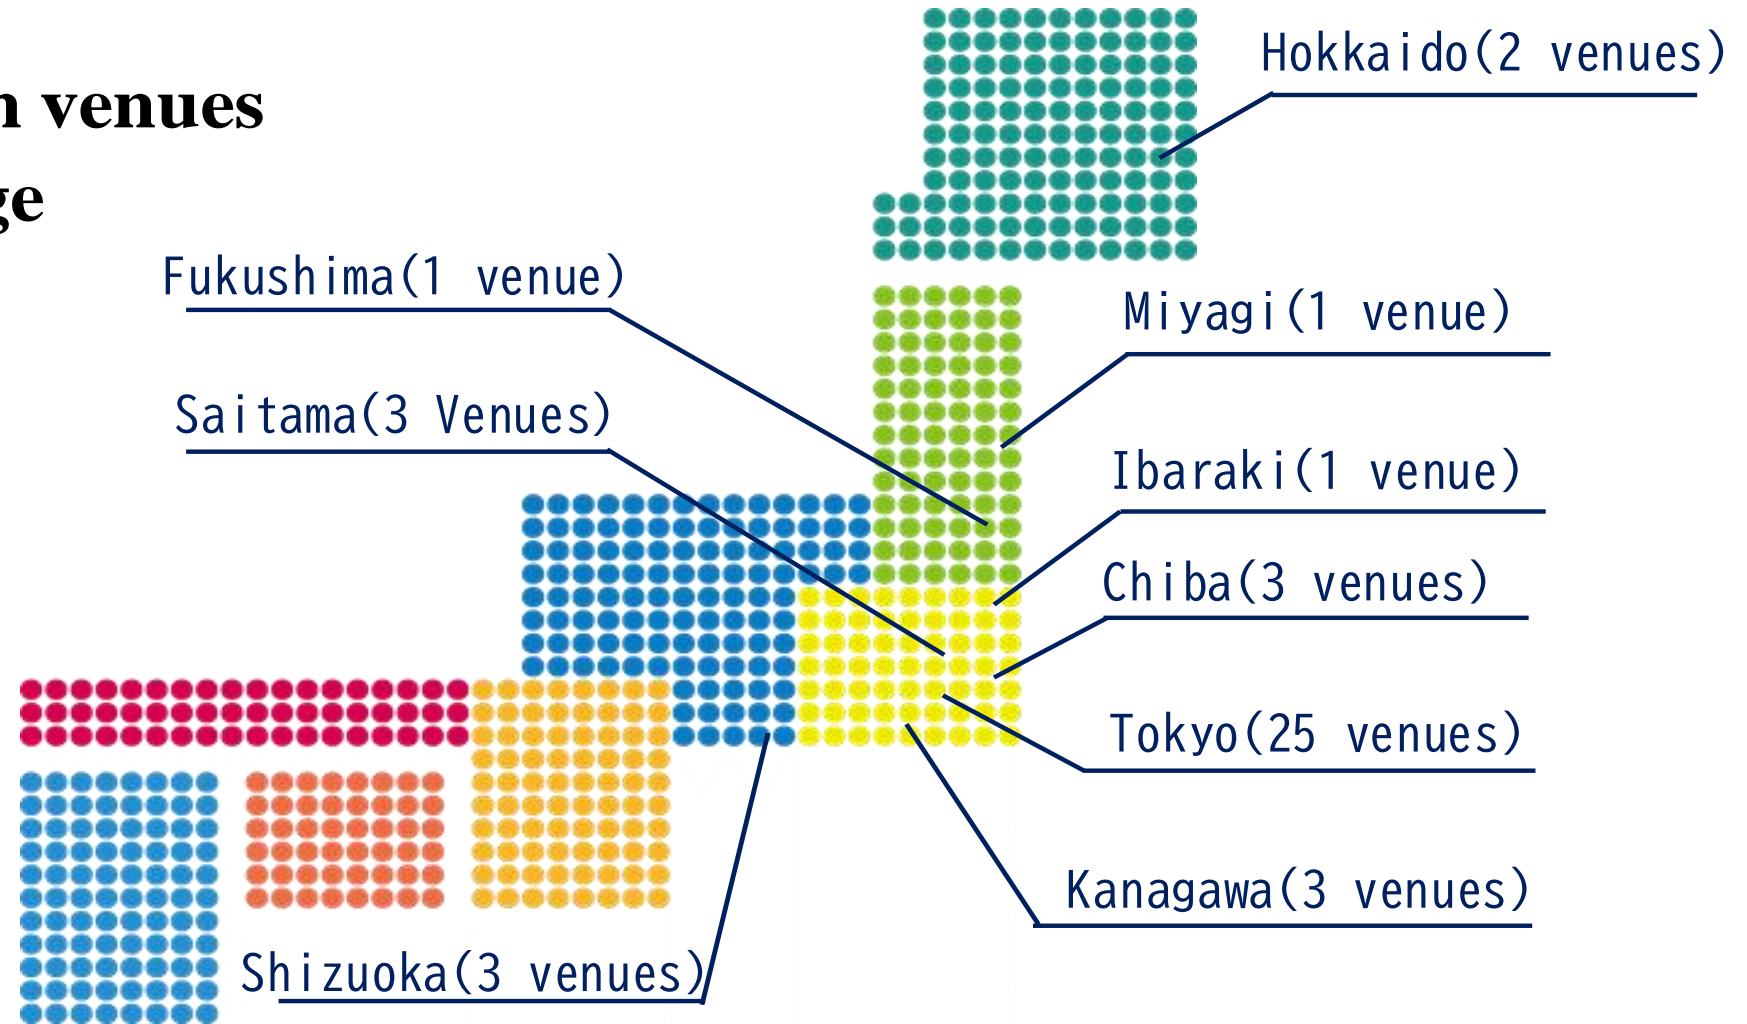 venues
Hokkaido(2 venues)
Fukushima(1 venue)
Miyagi(1 venue)
Saitama(3 Venues)
Ibaraki(1 venue)
Chiba(3 venues)
Tokyo(25 venues)
Kanagawa(3 venues)
Shizuoka(3 venues)